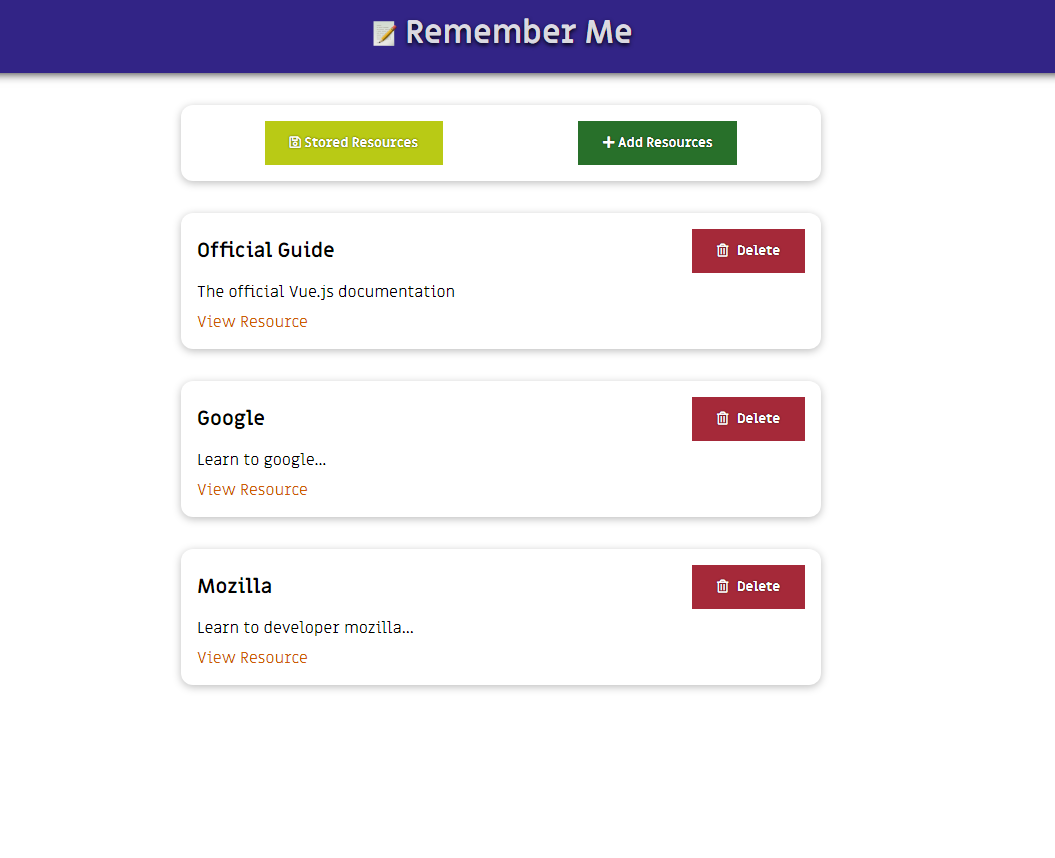 Remember Me
Stored Resources
Add Resources
Official Guide
Delete
The official Vue.js documentation
View Resource
Google
Delete
Learn to google...
View Resource
Mozilla
Delete
Learn to developer mozilla...
View Resource